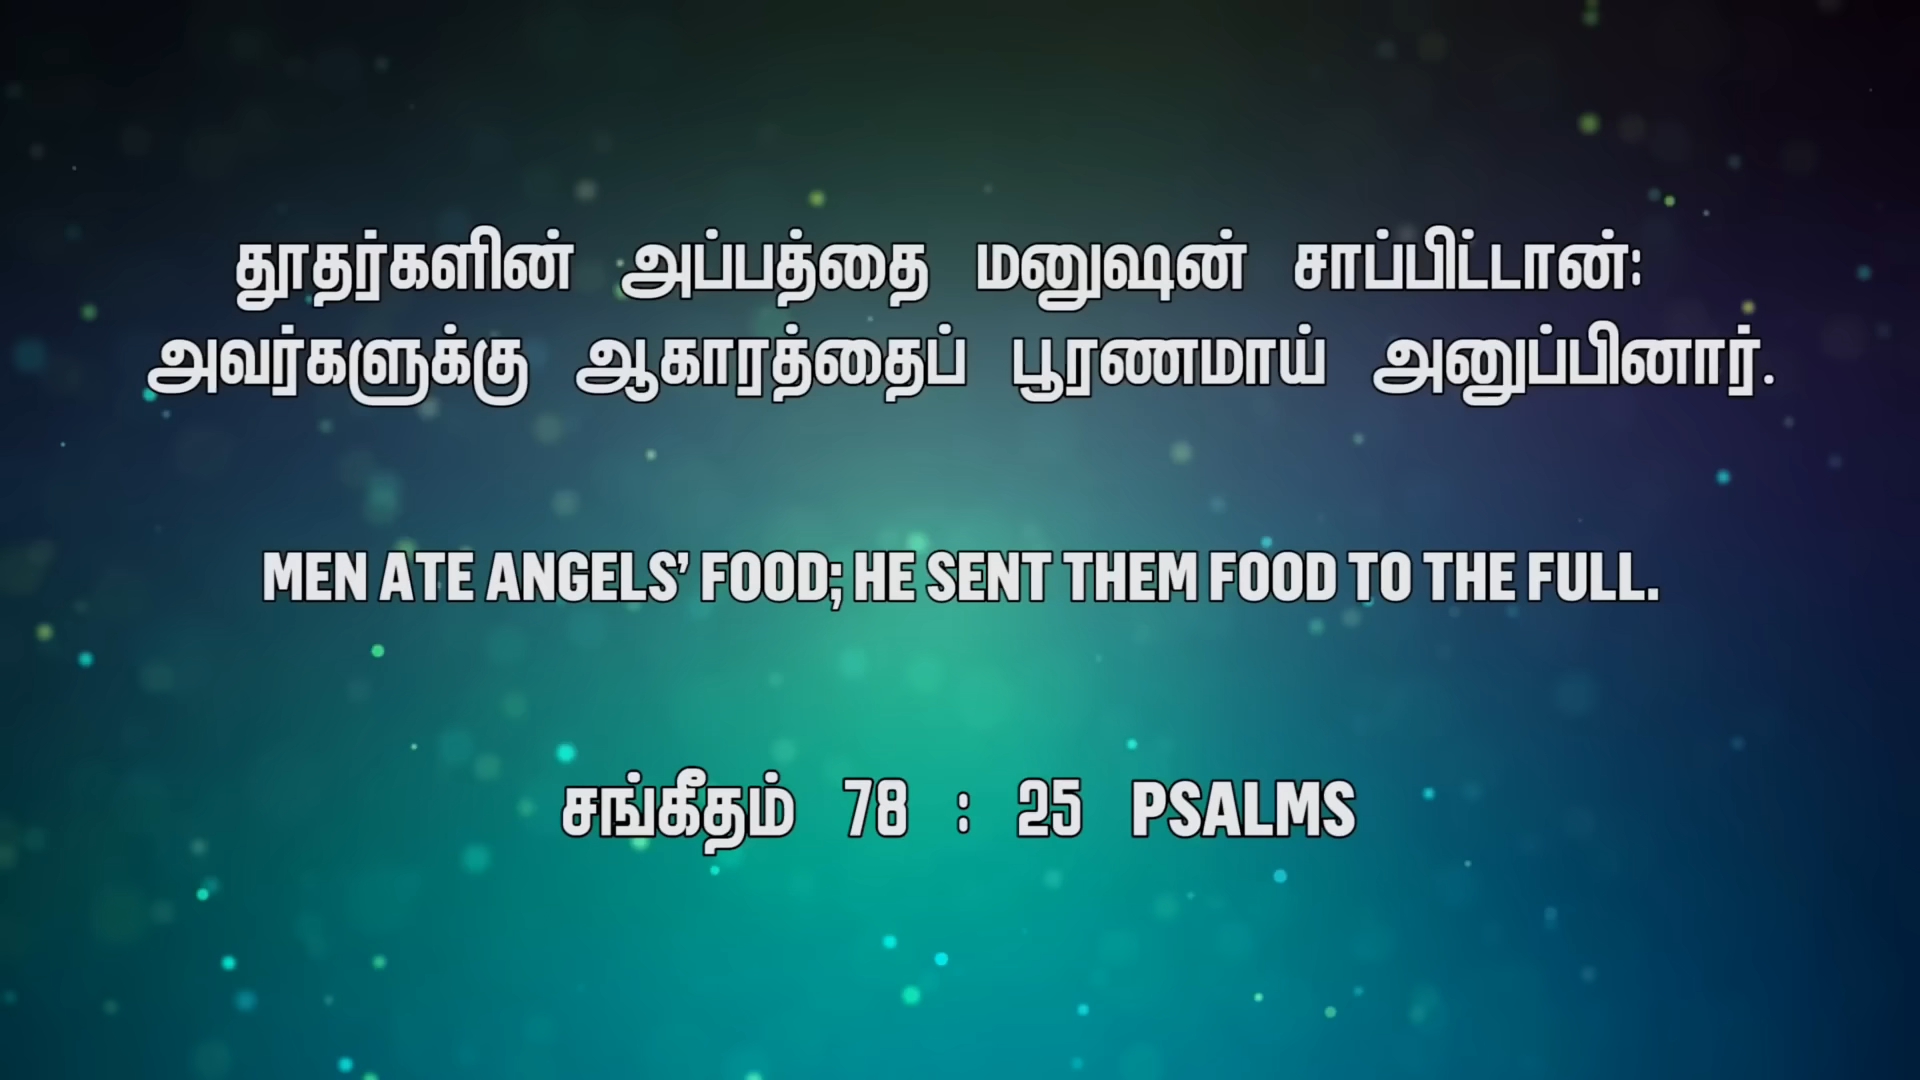 தூதர்களின் அப்பத்தை மனுஷன் சாப்பிட்டான்:
அவர்களுக்கு ஆகாரத்தைப் பூரணமாய் அனுப்பினார்.
MEN ATE ANGELS’ FOOD; HE SENT THEM FOOD TO THE FULL.
சங்கீதம் 78 : 25 PSALMS